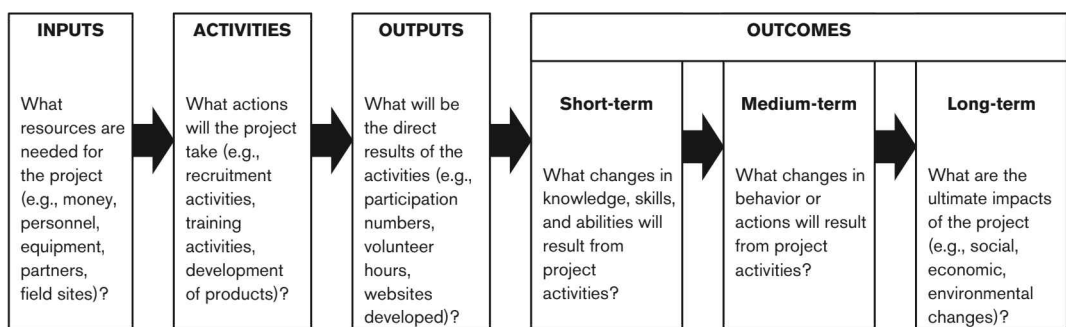 INPUTS
What
resources are
needed for
the project
(e.g., money,
personnel,
equipment,
partners,
field sites)?
ACTIVITIES
What actions
will the project
take (e.g.,
recruitment
activities,
training
activities,
development
of products)?
OUTPUTS
What will be
the direct
results of the
activities (e.g.,
participation
numbers,
volunteer
hours,
websites
developed)?
OUTCOMES
Short-term
What changes in
knowledge, skills,
and abilities will
result from
project
activities?
Medium-term
What changes in
behavior or
actions will result
from project
activities?
Long-term
What are the
ultimate impacts
of the project
(e.g., social,
economic,
environmental
changes)?